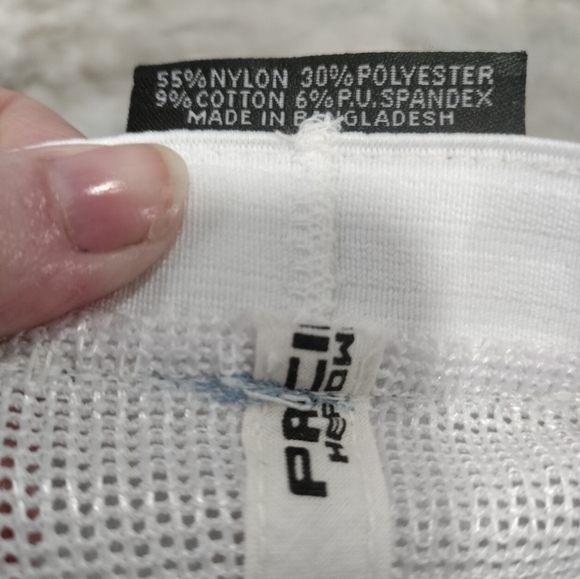 55% NYLON 30% POLYESTER
9% COTTON 6% P.U. SPANDEX
MADE IN BANGLADESH